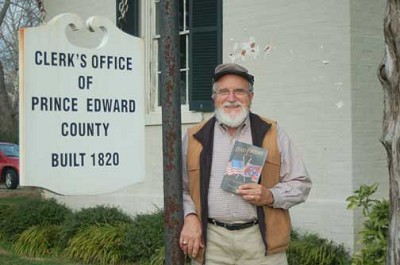 CLERK'S OFFICE
OF
PRINCE EDWARD
COUNTY
BUILT 1820